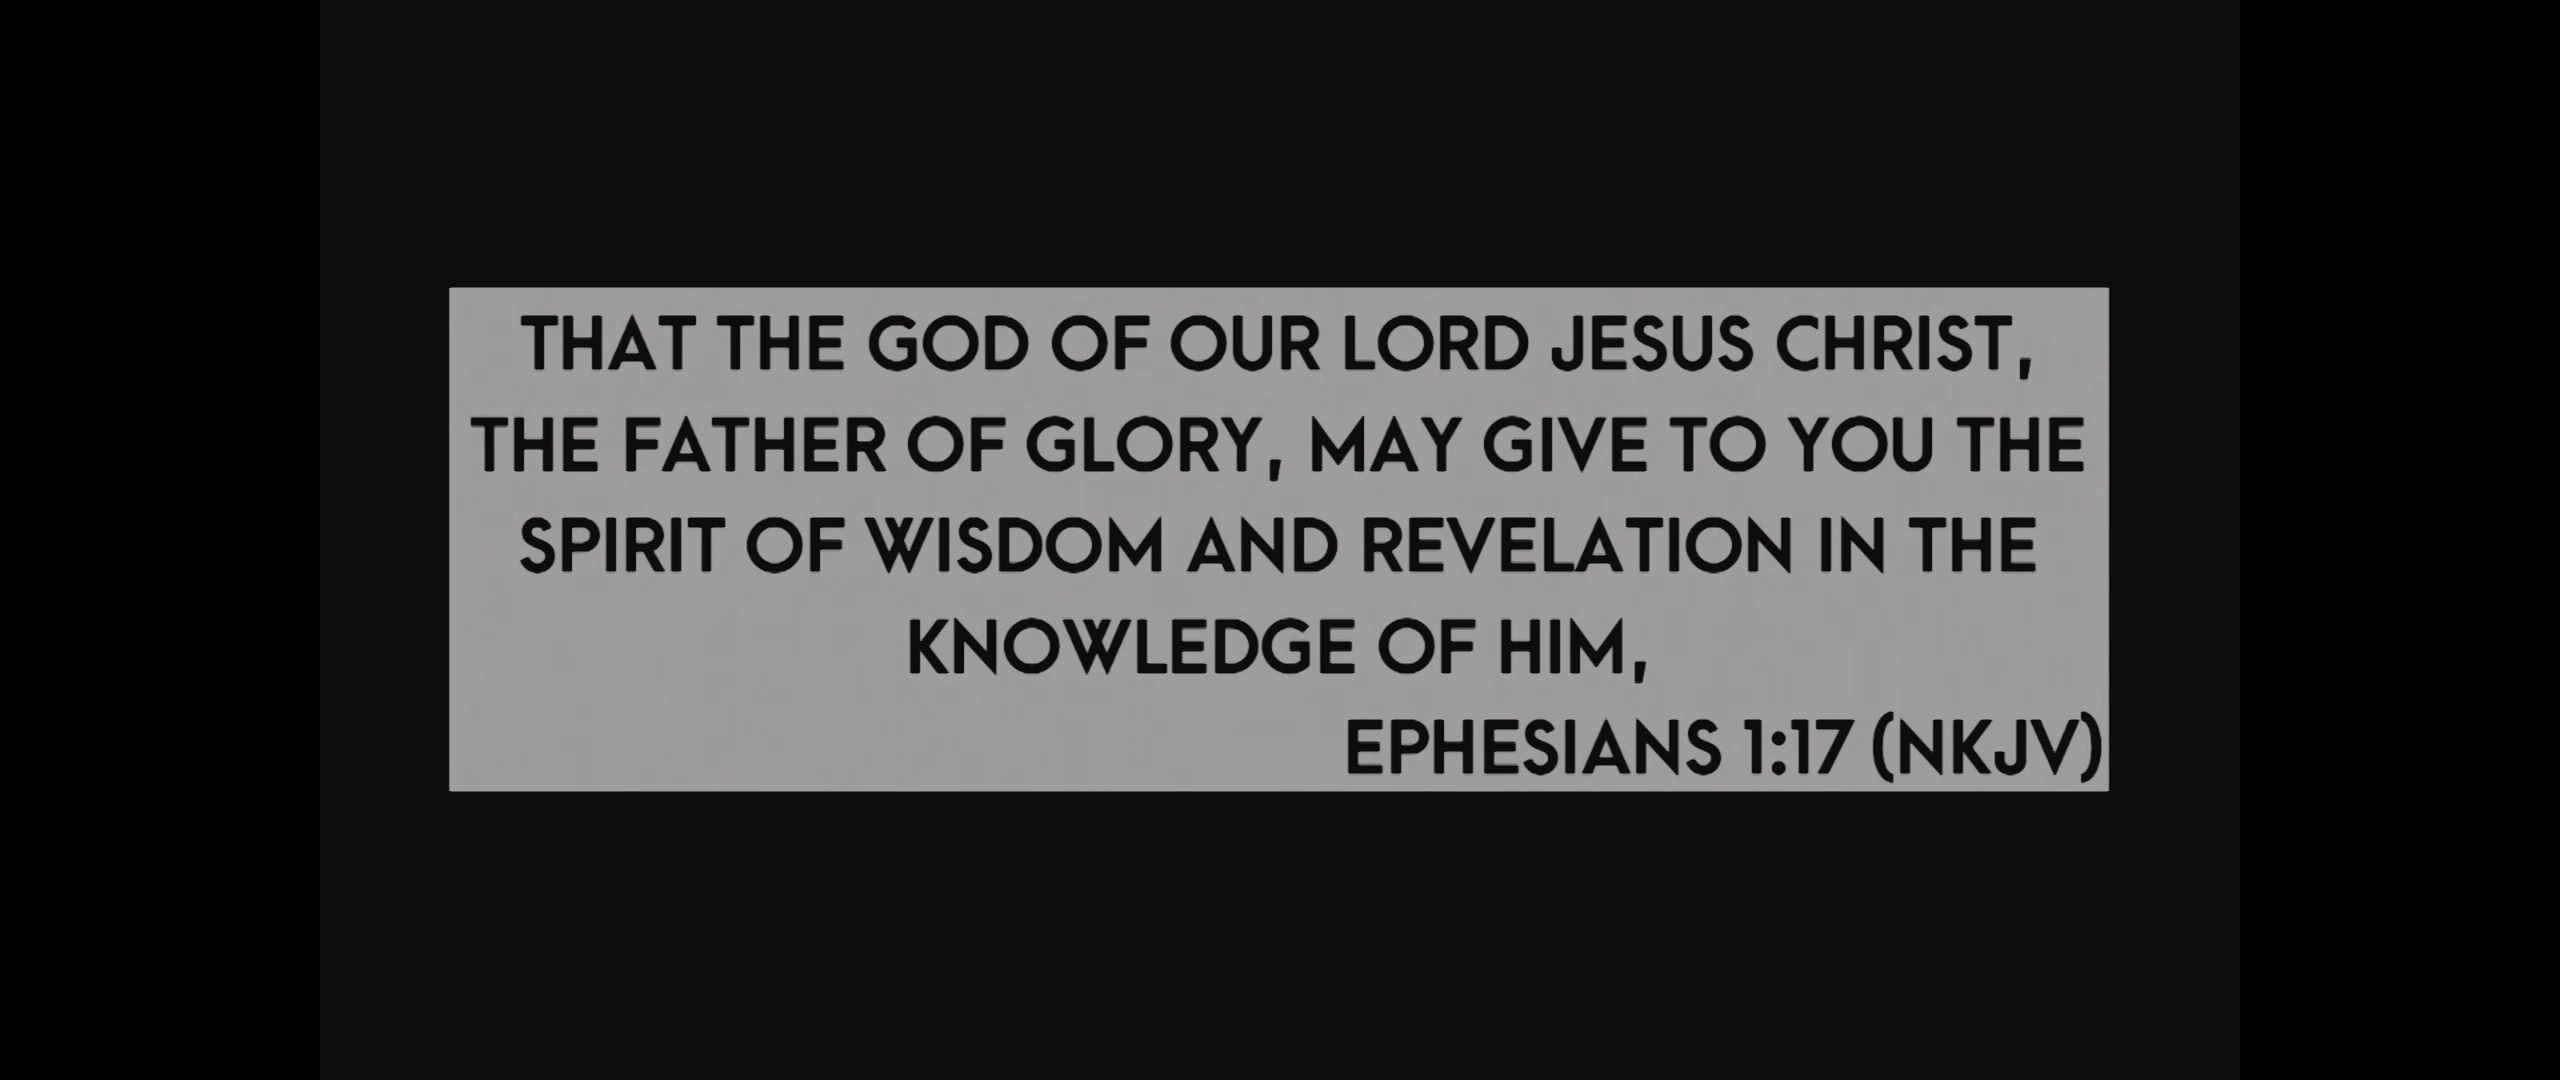 THAT THE GOD OF OUR LORD JESUS CHRIST,
THE FATHER OF GLORY, MAY GIVE TO YOU THE
SPIRIT OF WISDOM AND REVELATION IN THE
KNOWLEDGE OF HIM,
EPHESIANS 1:17 (NKJV)